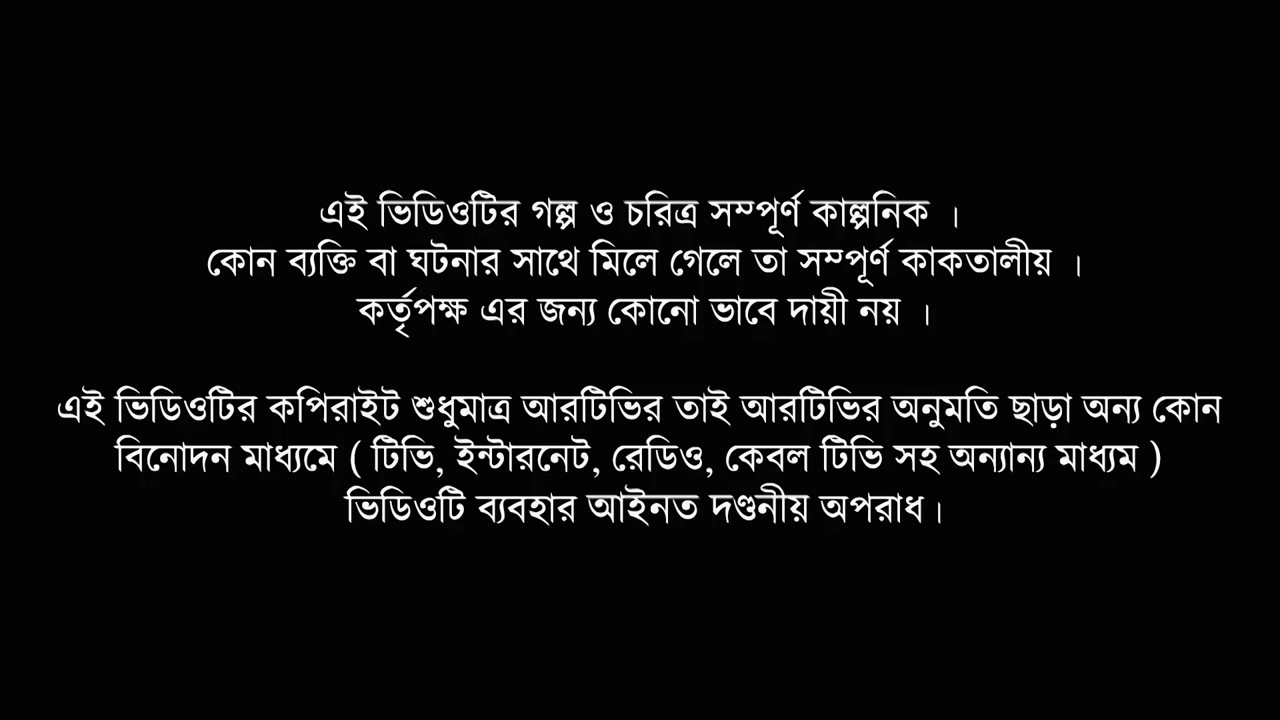 এই ভিডিওটির গল্প ও চরিত্র সম্পূর্ণ কাল্পনিক ।
কোন ব্যক্তি বা ঘটনার সাথে মিলে গেলে তা সম্পূর্ণ কাকতালীয় ।
কর্তৃপক্ষ এর জন্য কোনো ভাবে দায়ী নয় ।
এই ভিডিওটির কপিরাইট শুধুমাত্র আরটিভির তাই আরটিভির অনুমতি ছাড়া অন্য কোন
বিনোদন মাধ্যমে ( টিভি, ইন্টারনেট, রেডিও, কেবল টিভি সহ অন্যান্য মাধ্যম )
ভিডিওটি ব্যবহার আইনত দণ্ডনীয় অপরাধ।